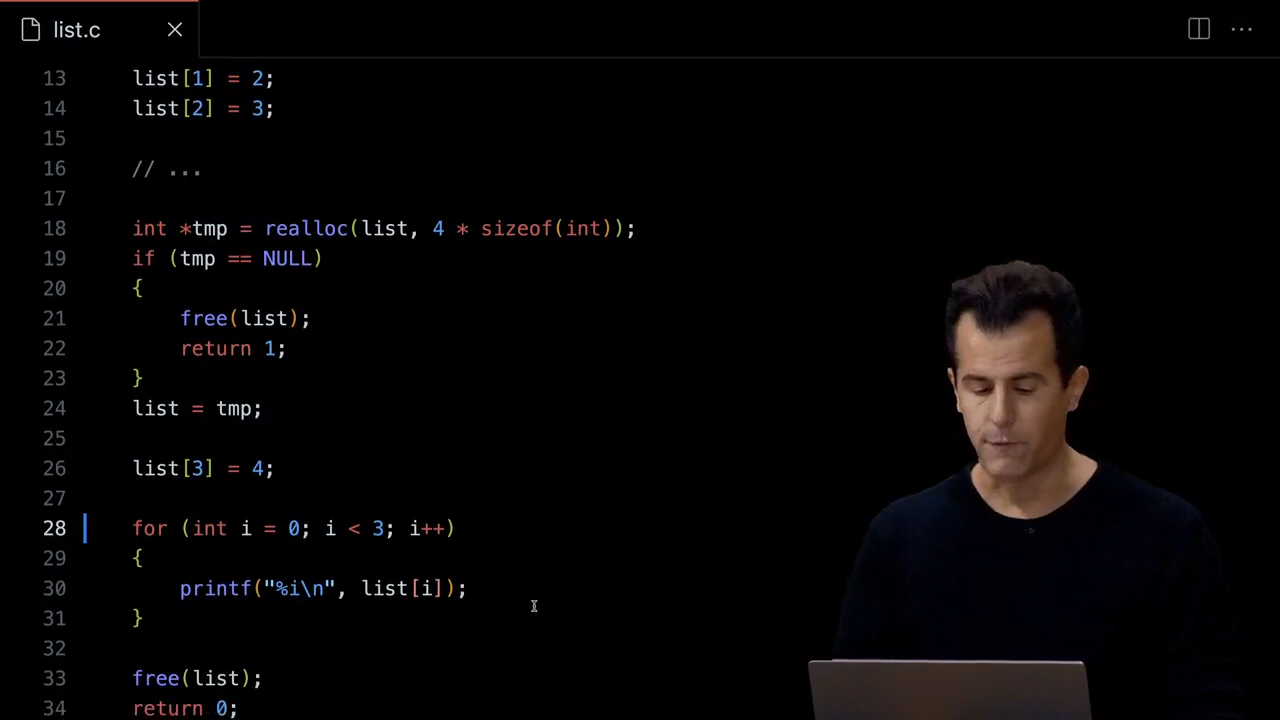 list.c
13 list[1] = 2;
14 list[2] = 3;
15
16 // ...
17
18 int *tmp = realloc(list, 4 * sizeof(int));
19 if (tmp == NULL)
20 {
21 free(list);
22 return 1;
23 }
24 list = tmp;
25
26 list[3] = 4;
27
28 for (int i = 0; i < 3; i++)
29 {
30 printf("%i\n", list[i]);
31 }
32
33 free(list);
34 return 0;